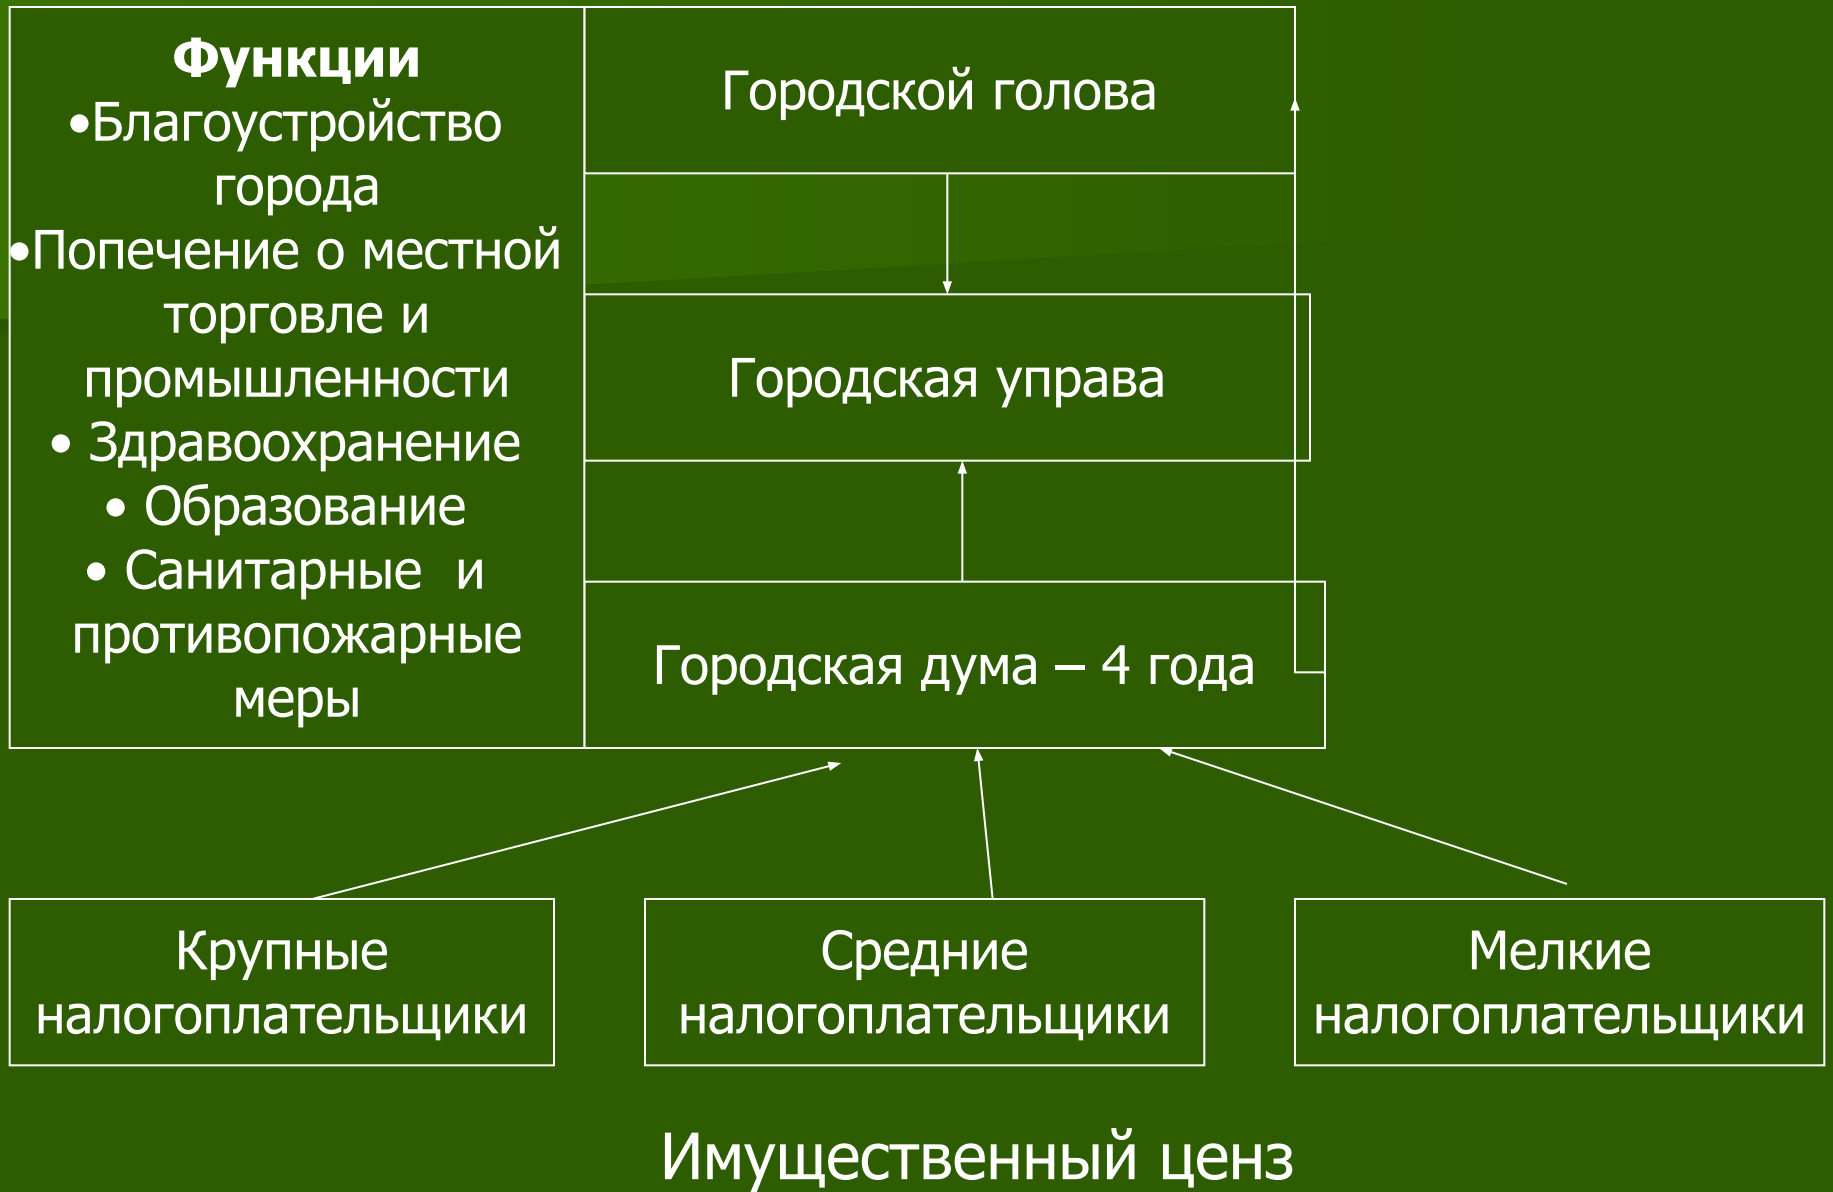 Функции
•Благоустройство
города
•Попечение о местной
торговле и
промышленности
• Здравоохранение
• Образование
• Санитарные и
противопожарные
меры
Городской голова
Городская управа
Городская дума – 4 года
Крупные
налогоплательщики
Средние
налогоплательщики
Мелкие
налогоплательщики
Имущественный ценз